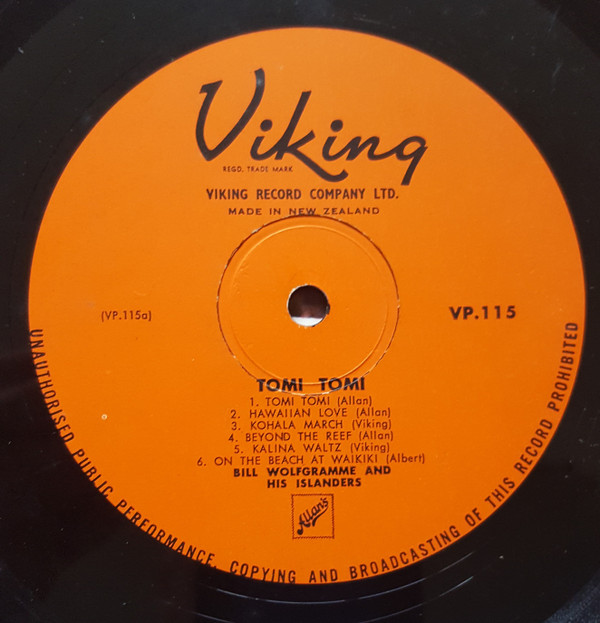 Viking
REGD. TRADE MARK
VIKING RECORD COMPANY LTD.
MADE IN NEW ZEALAND
(VP.115a)
VP.115
TOMI TOMI
1. TOMI TOMI (Allan)
2. HAWAIIAN LOVE (Allan)
3. KOHALA MARCH (Viking)
4. BEYOND THE REEF (Allan)
5. KALINA WALTZ (Viking)
6. ON THE BEACH AT WAIKIKI (Albert)
BILL WOLFGRAMME AND
HIS ISLANDERS
Allan's
UNAUTHORISED PUBLIC PERFORMANCE, COPYING AND BROADCASTING OF THIS RECORD PROHIBITED